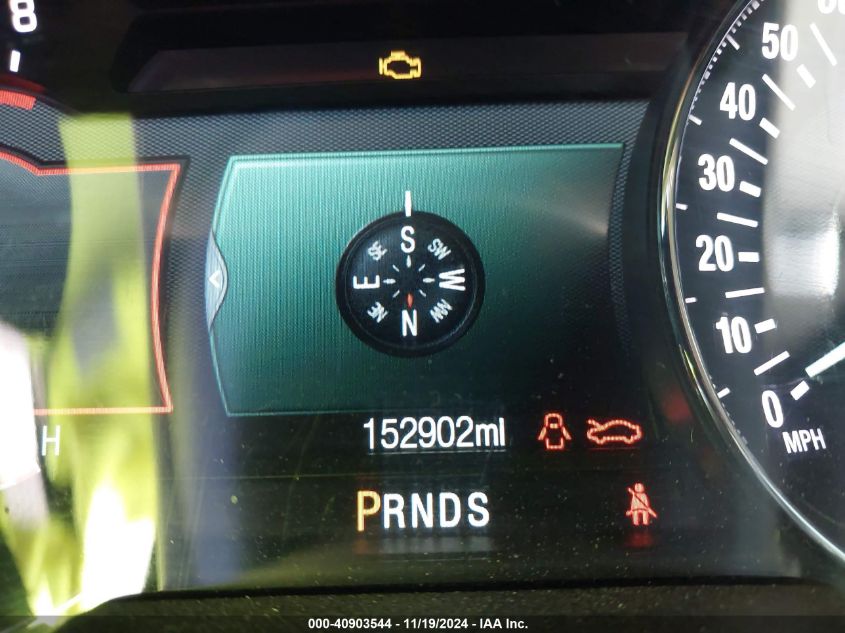 8
50
40
30
20
10
0
MPH
S
SE
SW
E
W
NE
NW
N
152902ml
H
PRNDS
000-40903544 - 11/19/2024 - IAA Inc.